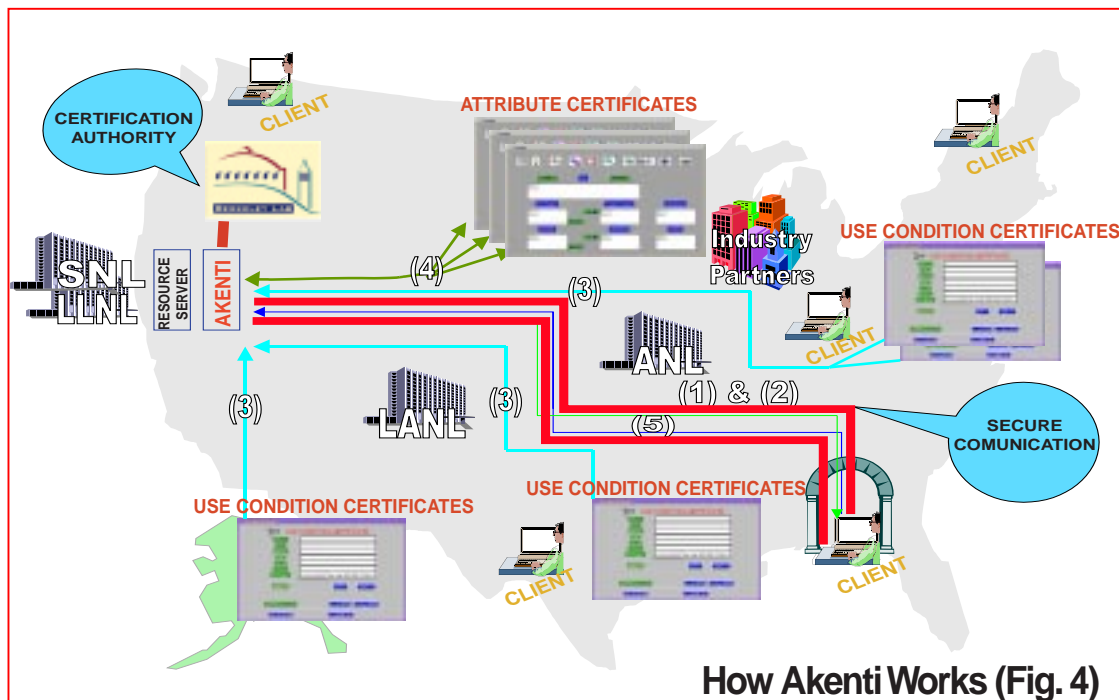 CERTIFICATION
AUTHORITY
CLIENT
ATTRIBUTE CERTIFICATES
CLIENT
Industry
Partners
USE CONDITION CERTIFICATES
SNL
LLNL
RESOURCE
SERVER
AKENTI
(4)
(3)
CLIENT
ANL
(1) & (2)
(3)
LANL
(3)
(5)
SECURE
COMUNICATION
USE CONDITION CERTIFICATES
USE CONDITION CERTIFICATES
CLIENT
CLIENT
How Akenti Works (Fig. 4)